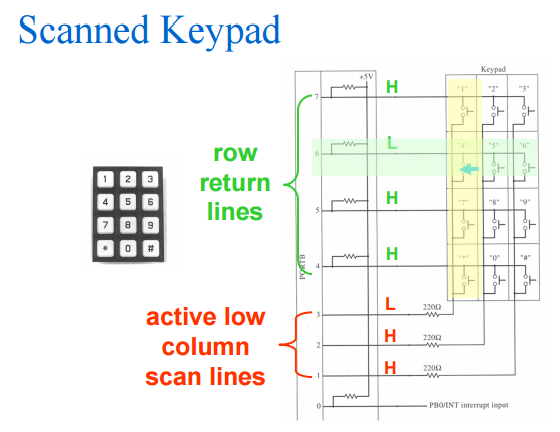 Scanned Keypad
Keypad
+5V
"1" "2" "3"
7 H
6 L "4" "5" "6"
row
return
lines
5 H "7" "8" "9"
4 H "*" "0" "#"
PORTB
1 2 3
4 5 6
7 8 9
* 0 #
active low
column
scan lines
3 L 220Ω
2 H 220Ω
1 H 220Ω
0 PB0/INT interrupt input